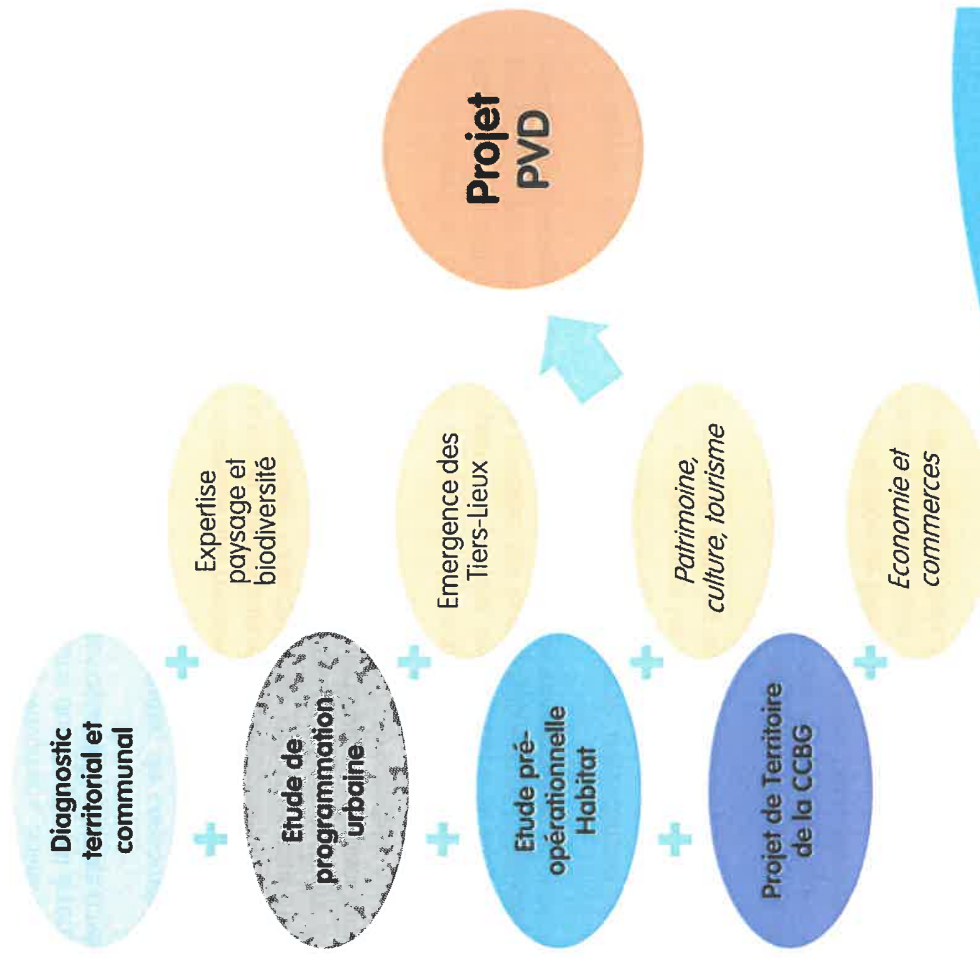 Diagnostic
territorial et
communal
Etude de
programmation
urbaine
Etude pré-
opérationnelle
Habitat
Projet de Territoire
de la CCBG
Expertise
paysage et
biodiversité
Emergence des
Tiers-Lieux
Patrimoine,
culture, tourisme
Economie et
commerces
Projet
PVD